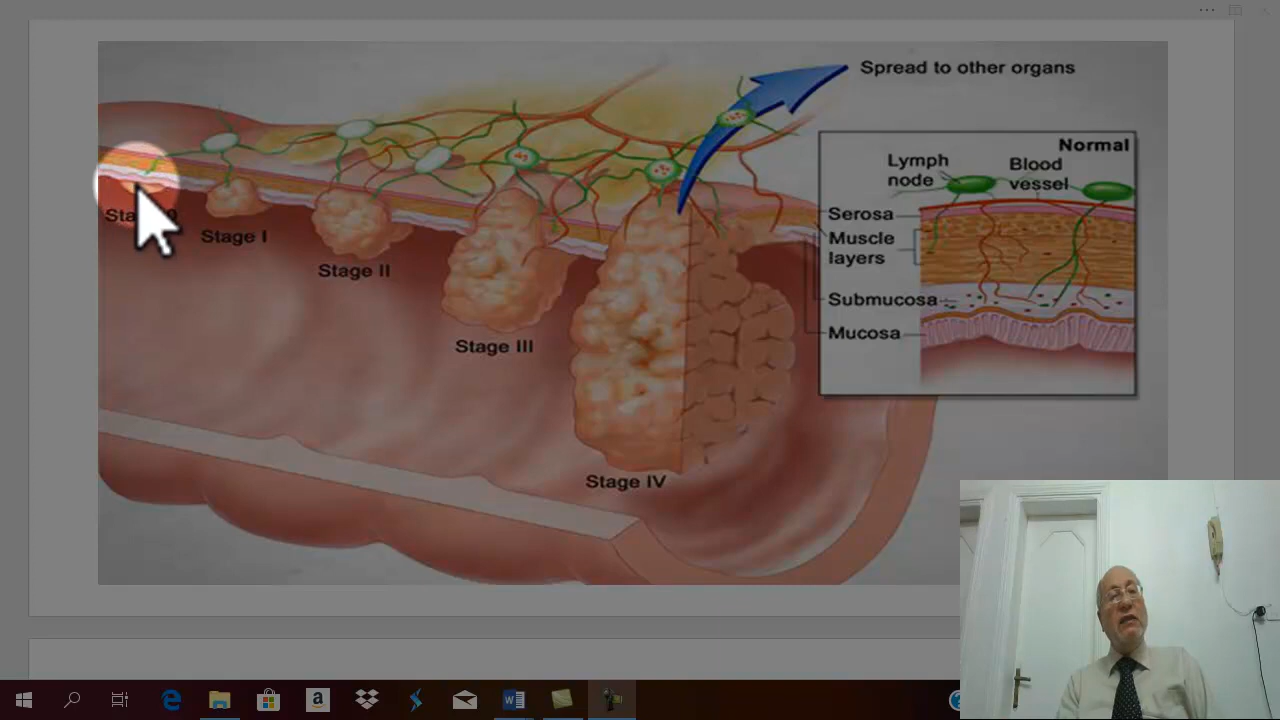 Spread to other organs
Normal
Lymph
node
Blood
vessel
Serosa
Muscle
layers
Submucosa
Mucosa
Stage I
Stage II
Stage III
Stage IV